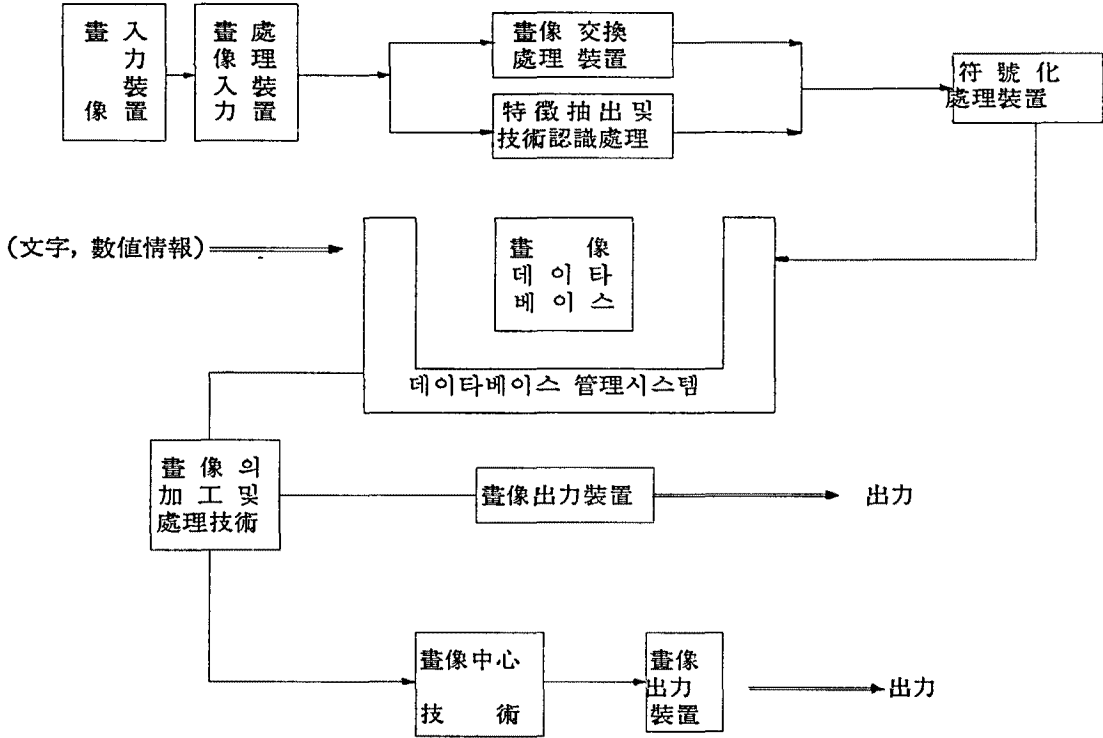 畫像
入力裝置
畫像入力
處理裝置
畫像 交換
處理 裝置
特徵抽出 및
技術認識處理
符號化
處理裝置
(文字, 數値情報)
畫 像
데이타
베이스
데이타베이스 管理시스템
畫像의
加工 및
處理技術
畫像出力裝置
出力
畫像中心
技 術
畫像
出力
裝置
出力